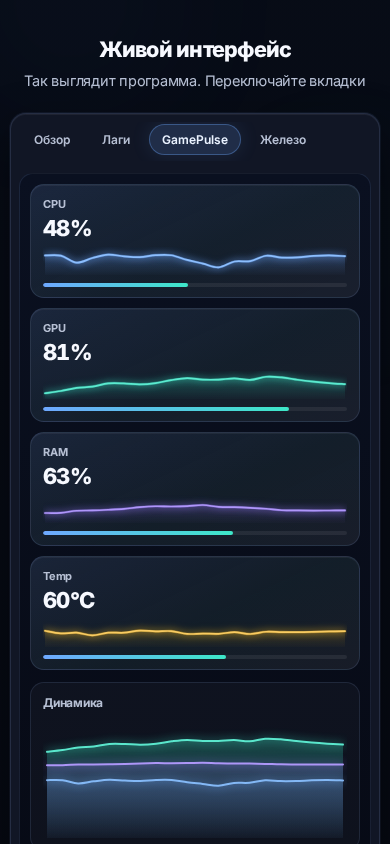 Живой интерфейс
Так выглядит программа. Переключайте вкладки
Обзор Лаги GamePulse Железо
CPU
48%
GPU
81%
RAM
63%
Temp
60°C
Динамика